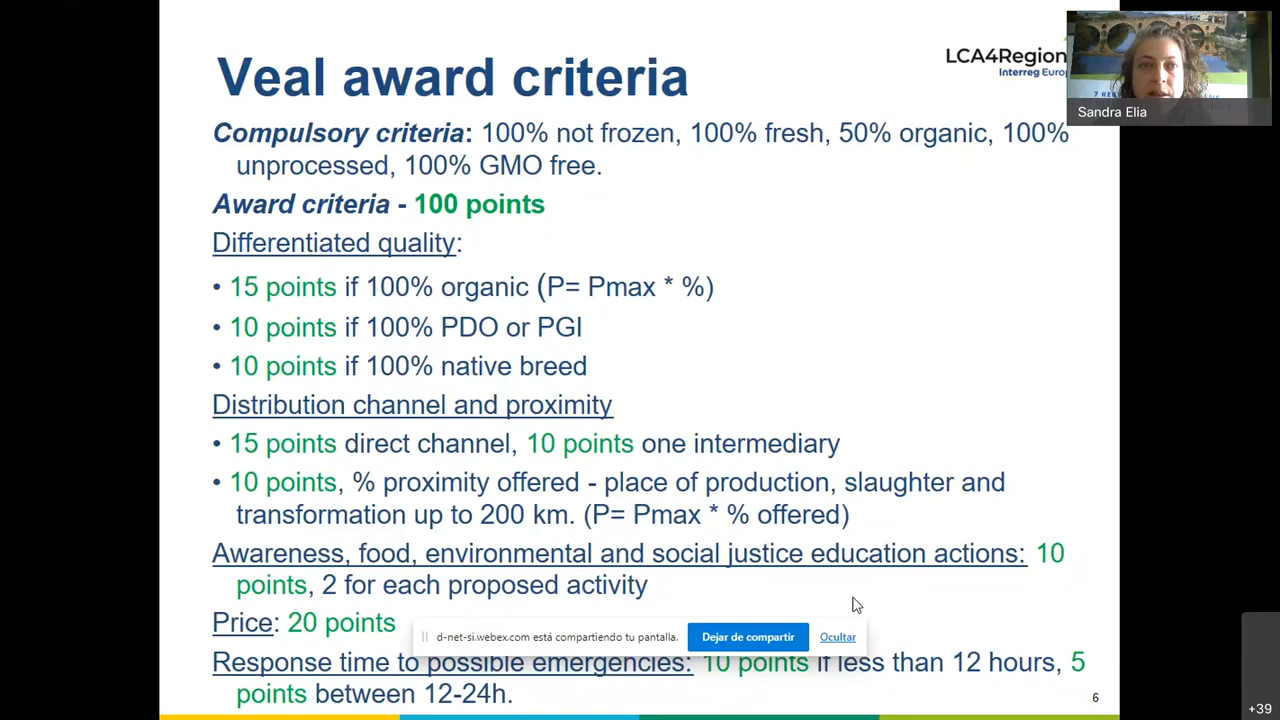 Veal award criteria
LCA4Region
Interreg Euro
Sandra Elia
Compulsory criteria: 100% not frozen, 100% fresh, 50% organic, 100%
unprocessed, 100% GMO free.
Award criteria - 100 points
Differentiated quality:
• 15 points if 100% organic (P= Pmax * %)
• 10 points if 100% PDO or PGI
• 10 points if 100% native breed
Distribution channel and proximity
• 15 points direct channel, 10 points one intermediary
• 10 points, % proximity offered - place of production, slaughter and
transformation up to 200 km. (P= Pmax * % offered)
Awareness, food, environmental and social justice education actions: 10
points, 2 for each proposed activity
Price: 20 points
d-net-si.webex.com está compartiendo tu pantalla.
Dejar de compartir
Ocultar
Response time to possible emergencies: 10 points if less than 12 hours, 5
points between 12-24h.
6
+39